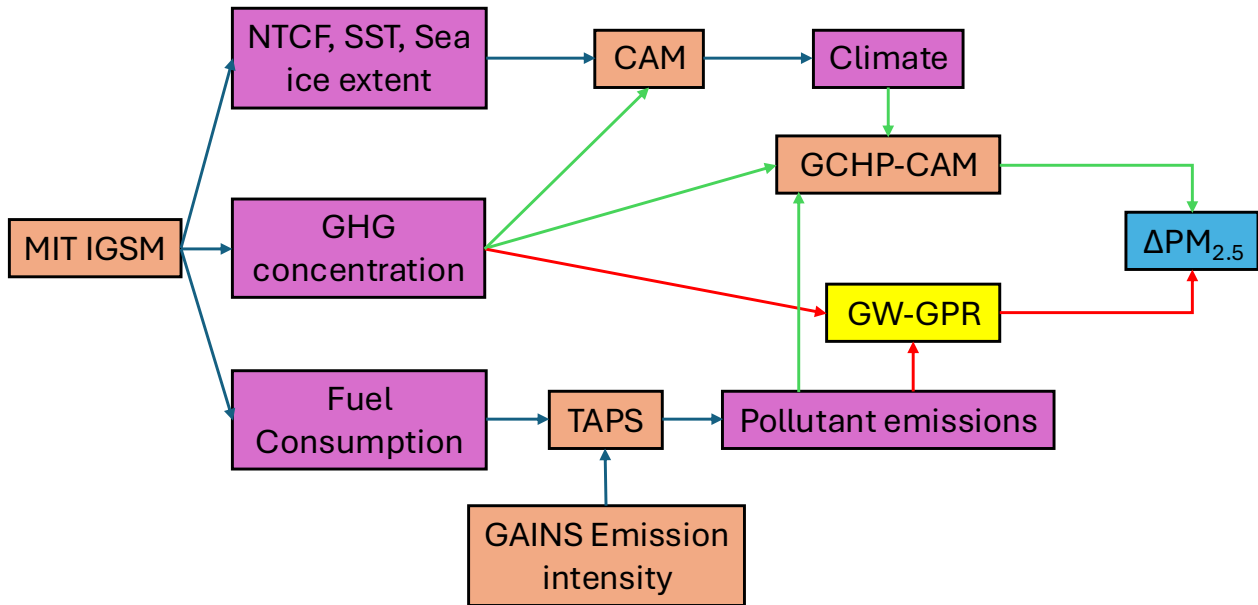 NTCF, SST, Sea
ice extent
CAM
Climate
GCHP-CAM
MIT IGSM
GHG
concentration
ΔPM₂.₅
GW-GPR
Fuel
Consumption
TAPS
Pollutant emissions
GAINS Emission
intensity